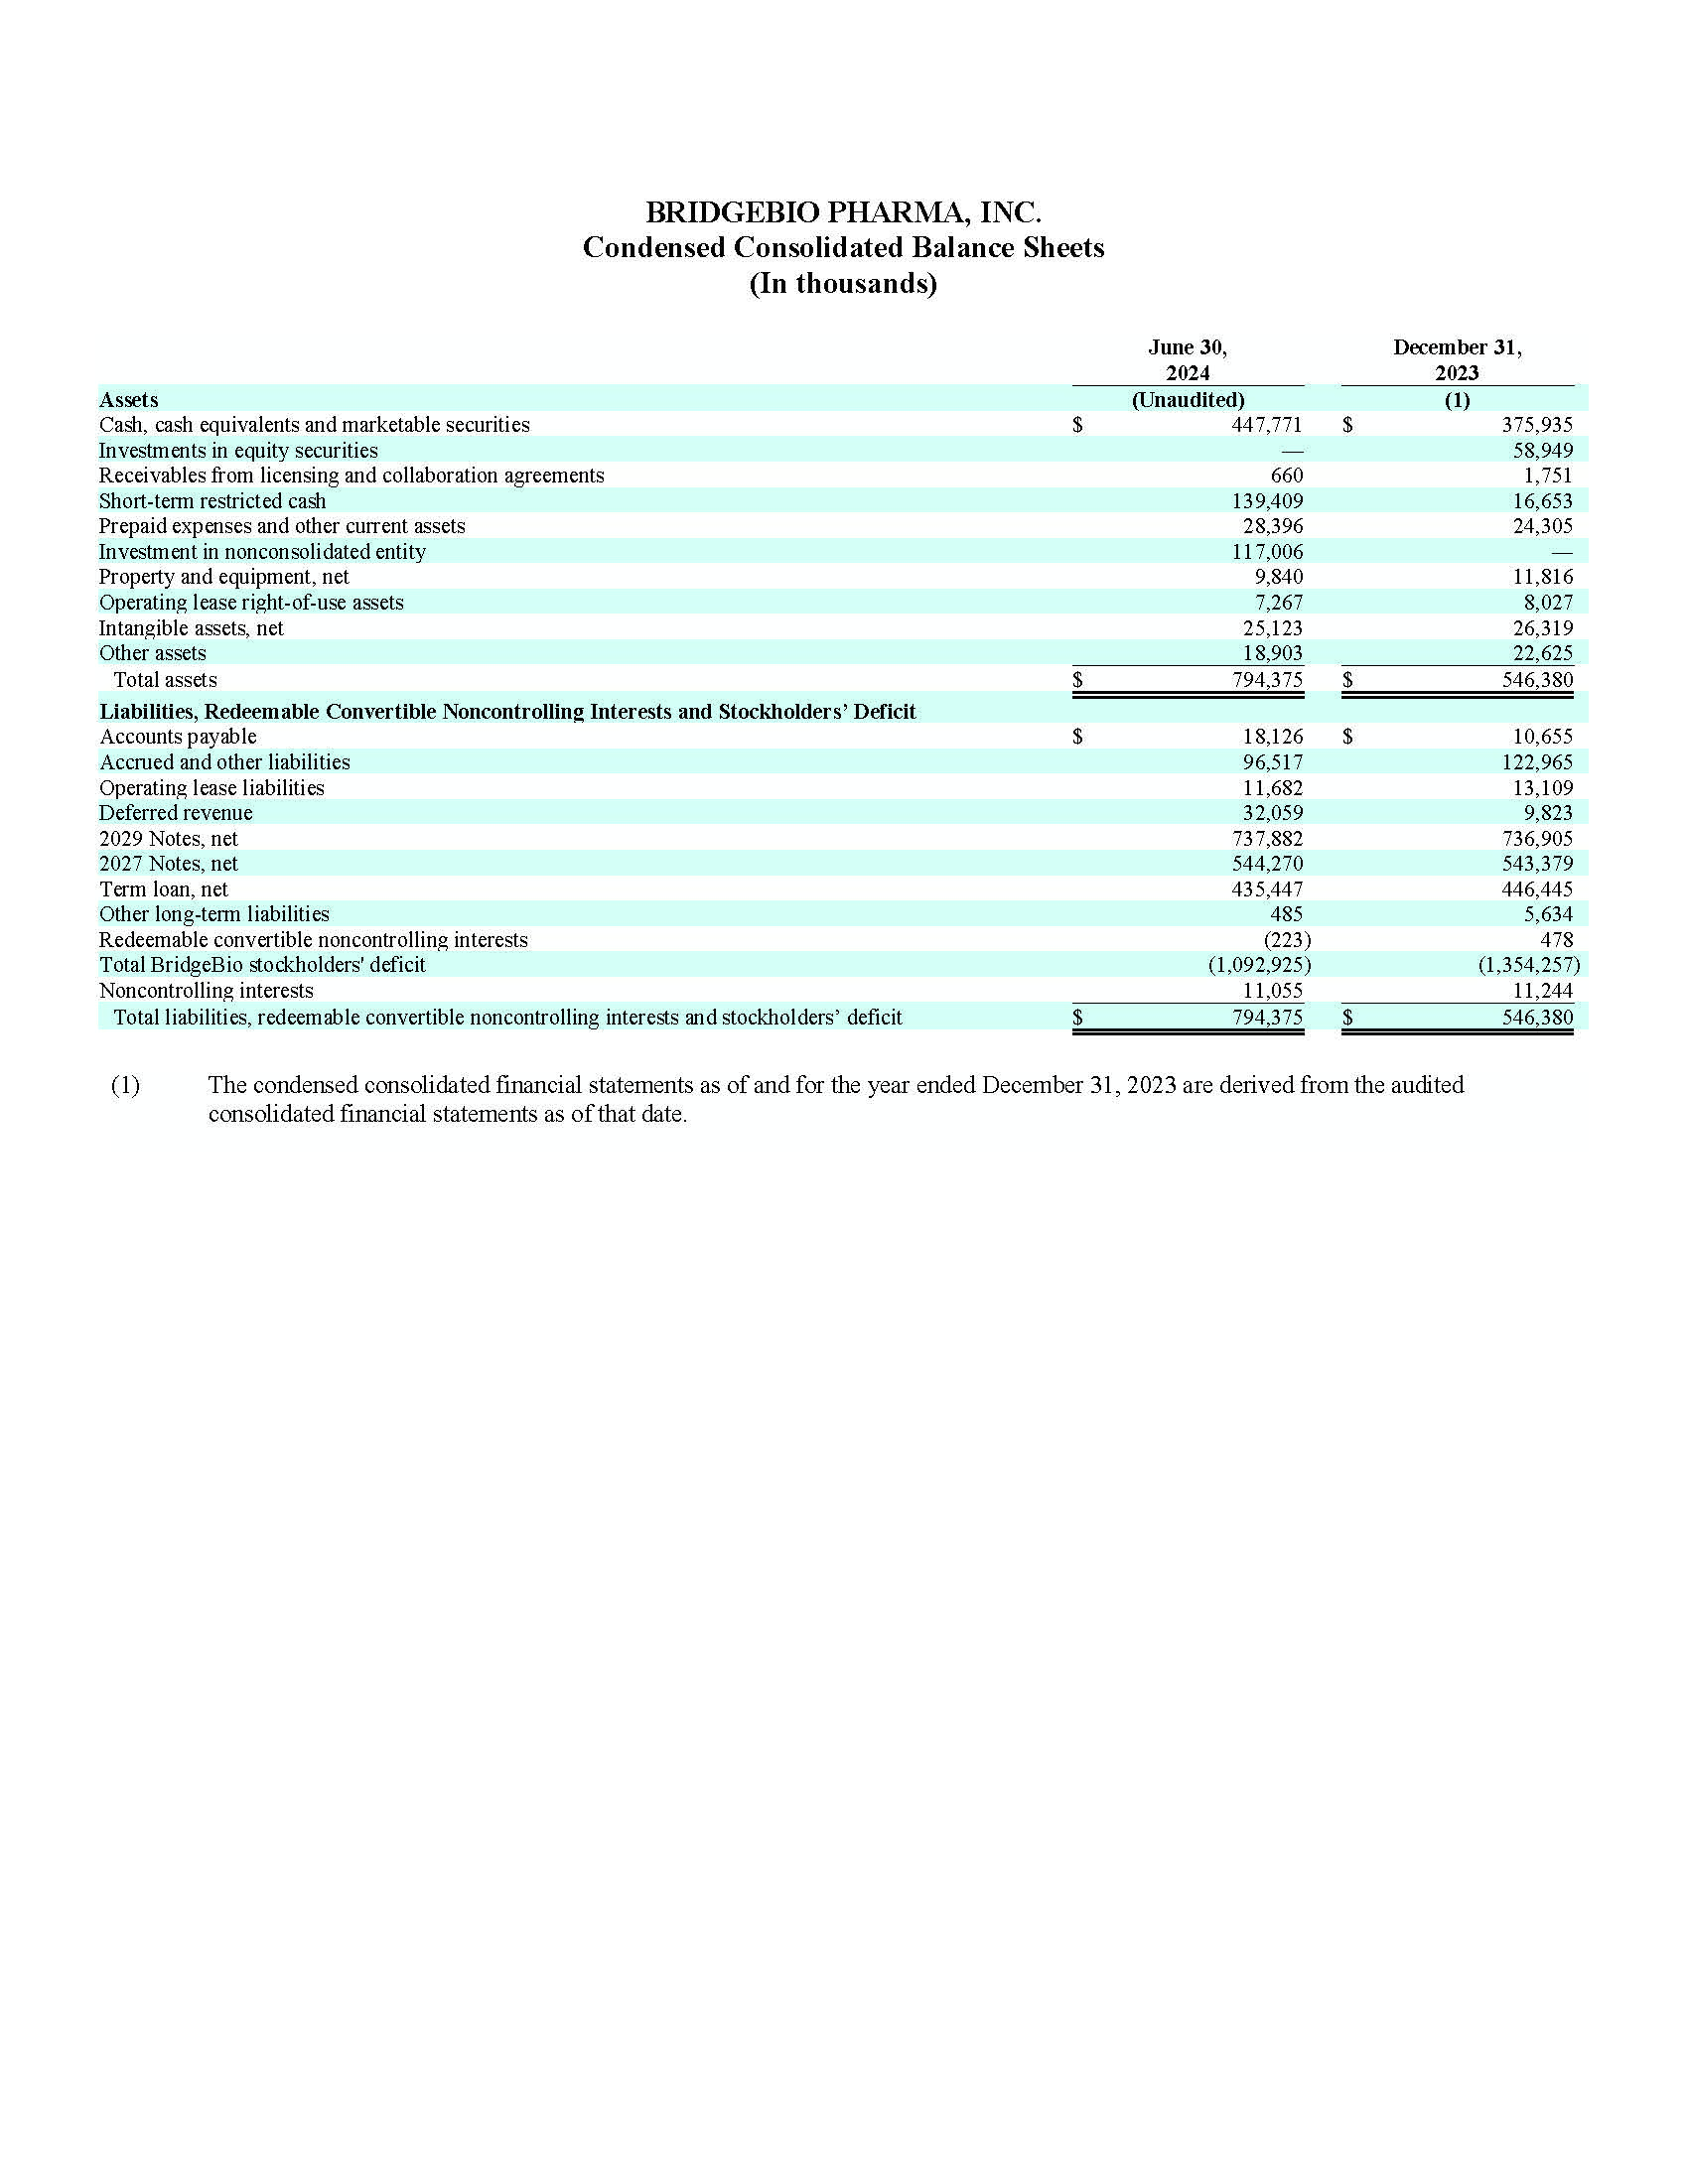 BRIDGEBIO PHARMA, INC.
Condensed Consolidated Balance Sheets
(In thousands)
June 30, December 31,
2024 2023
Assets (Unaudited) (1)
Cash, cash equivalents and marketable securities $ 447,771 $ 375,935
Investments in equity securities — 58,949
Receivables from licensing and collaboration agreements 660 1,751
Short-term restricted cash 139,409 16,653
Prepaid expenses and other current assets 28,396 24,305
Investment in nonconsolidated entity 117,006 —
Property and equipment, net 9,840 11,816
Operating lease right-of-use assets 7,267 8,027
Intangible assets, net 25,123 26,319
Other assets 18,903 22,625
Total assets $ 794,375 $ 546,380
Liabilities, Redeemable Convertible Noncontrolling Interests and Stockholders’ Deficit
Accounts payable $ 18,126 $ 10,655
Accrued and other liabilities 96,517 122,965
Operating lease liabilities 11,682 13,109
Deferred revenue 32,059 9,823
2029 Notes, net 737,882 736,905
2027 Notes, net 544,270 543,379
Term loan, net 435,447 446,445
Other long-term liabilities 485 5,634
Redeemable convertible noncontrolling interests (223) 478
Total BridgeBio stockholders' deficit (1,092,925) (1,354,257)
Noncontrolling interests 11,055 11,244
Total liabilities, redeemable convertible noncontrolling interests and stockholders’ deficit $ 794,375 $ 546,380
(1) The condensed consolidated financial statements as of and for the year ended December 31, 2023 are derived from the audited
consolidated financial statements as of that date.